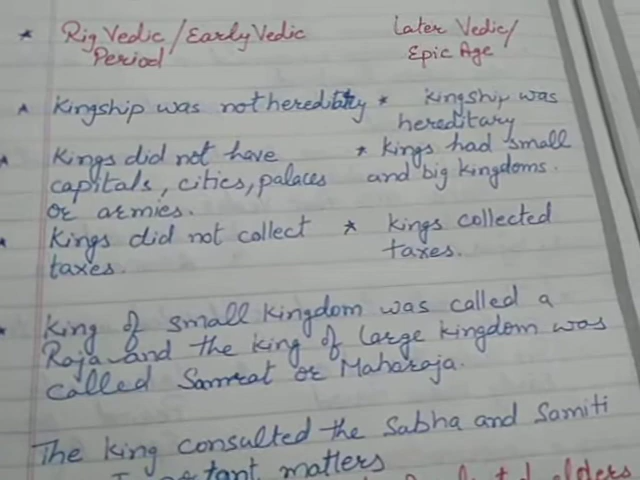 * Rig Vedic / Early Vedic Period
Later Vedic/ Epic Age
* Kingship was not hereditary
* Kingship was hereditary
* Kings did not have
capitals, cities, palaces
or armies.
* Kings had small
and big kingdoms.
* Kings did not collect
taxes.
* Kings collected
taxes.
* King of small kingdom was called a
Raja and the king of large kingdom was
called Samrat or Maharaja.
The king consulted the Sabha and Samiti
matters